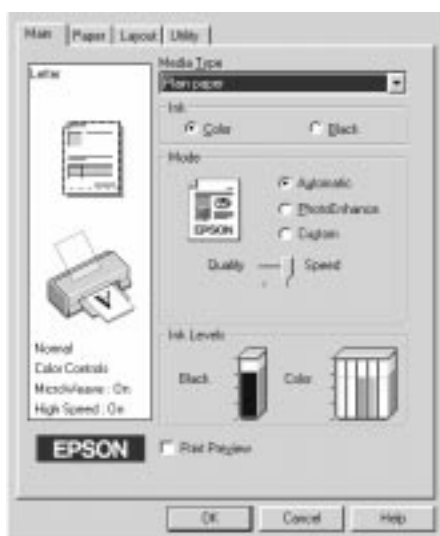 Main Paper Layout Utility
Letter
Media Type
Plain paper
Ink
Color Black
Mode
EPSON
Automatic
PhotoEnhance
Custom
Quality Speed
Normal
Color Controls
MicroWeave : On
High Speed : On
Ink Levels
Black Color
EPSON
Print Preview
OK Cancel Help